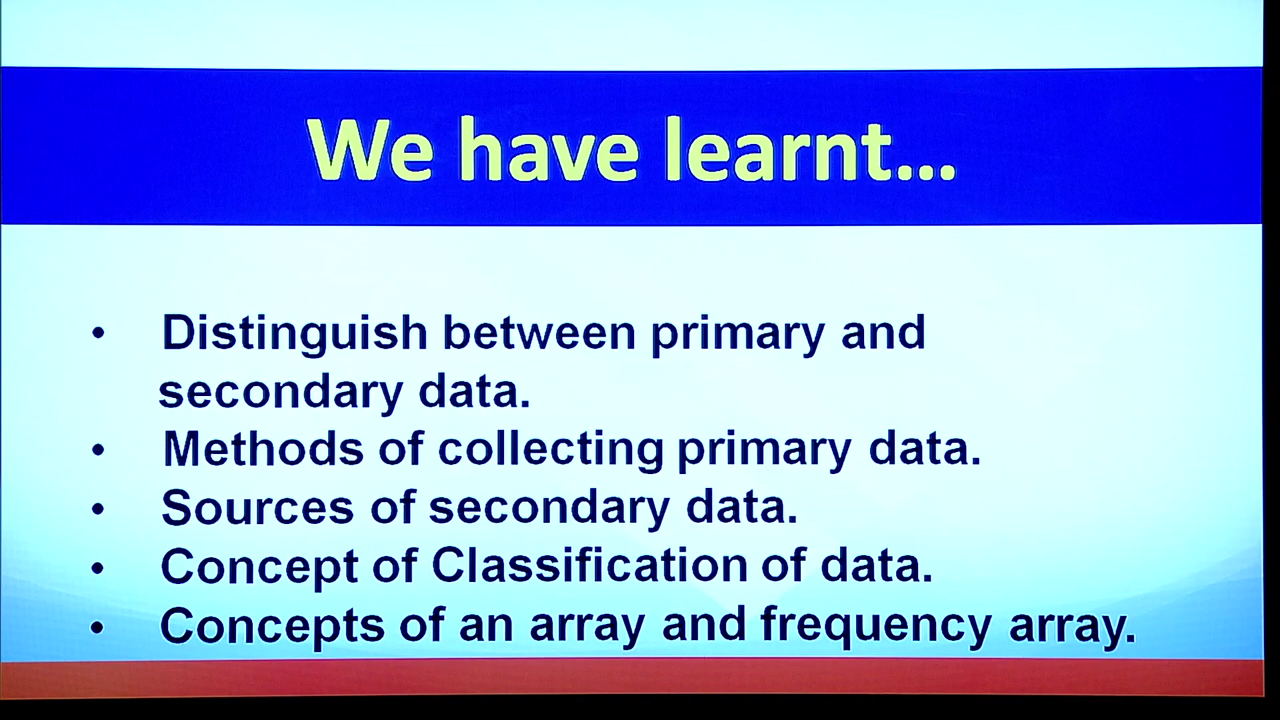 We have learnt...
• Distinguish between primary and
secondary data.
• Methods of collecting primary data.
• Sources of secondary data.
• Concept of Classification of data.
• Concepts of an array and frequency array.